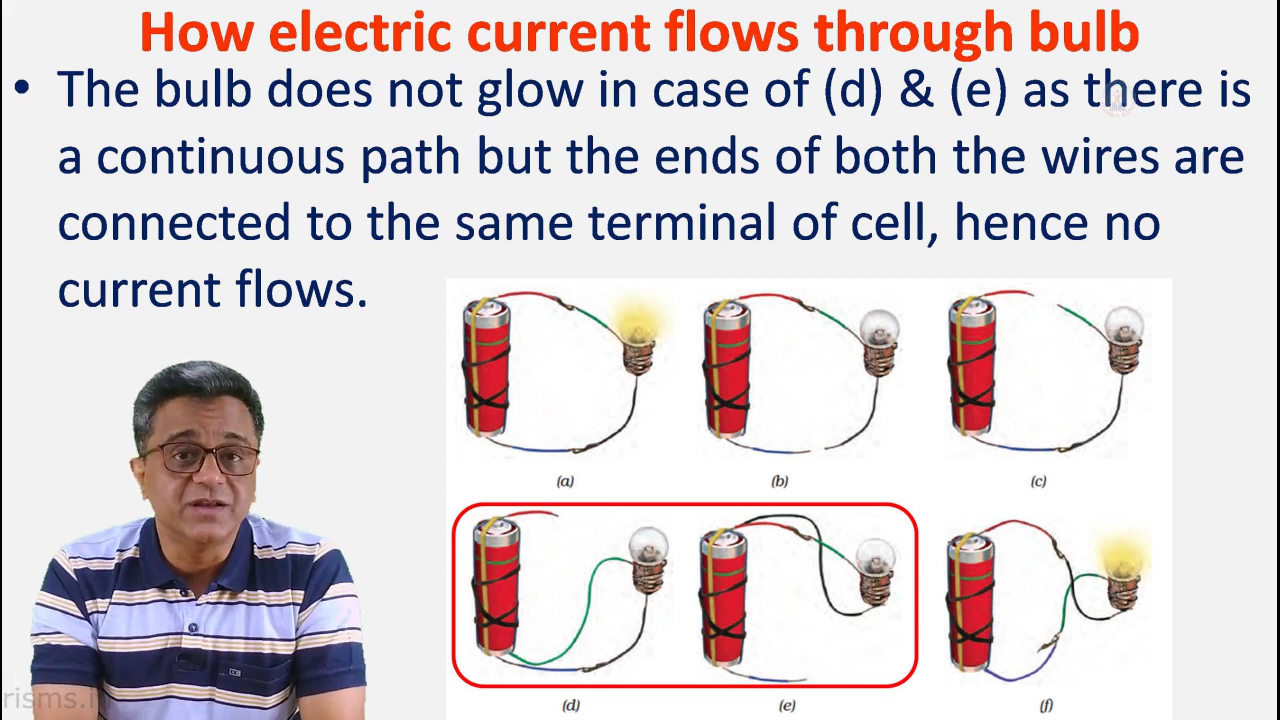 How electric current flows through bulb
• The bulb does not glow in case of (d) & (e) as there is
a continuous path but the ends of both the wires are
connected to the same terminal of cell, hence no
current flows.
(a) (b) (c)
(d) (e) (f)